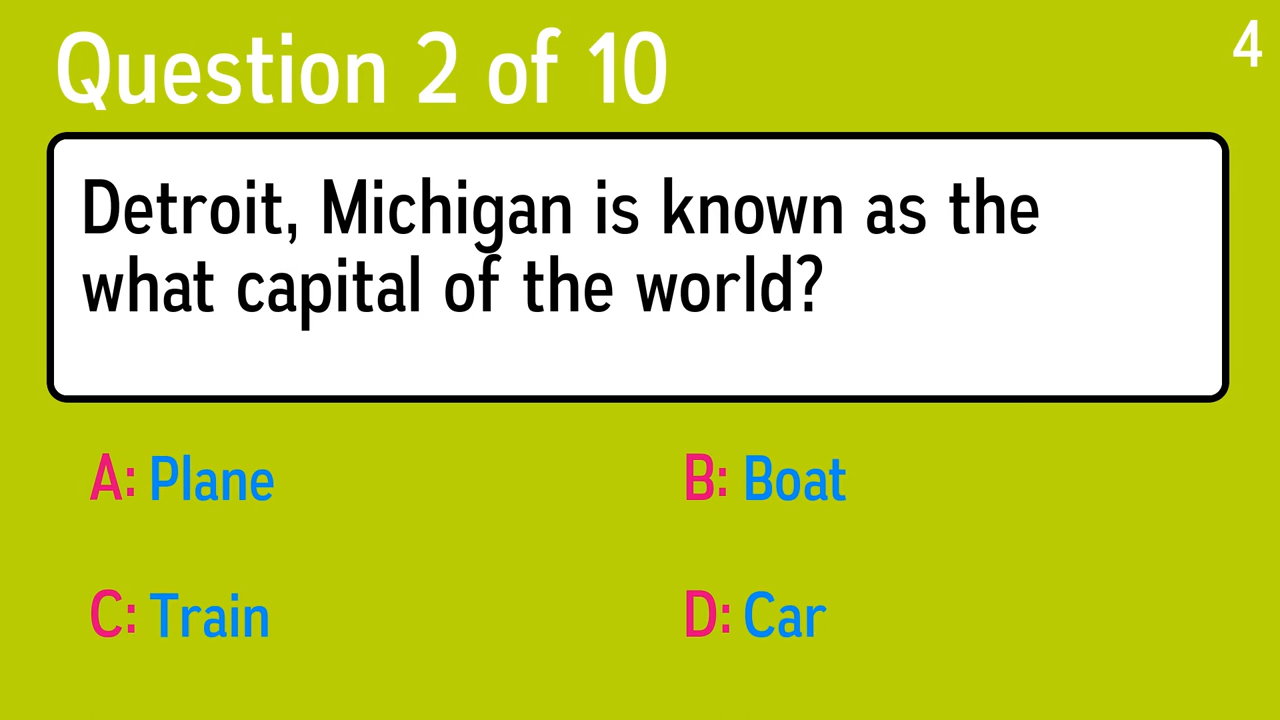 Question 2 of 10
4
Detroit, Michigan is known as the
what capital of the world?
A: Plane
B: Boat
C: Train
D: Car